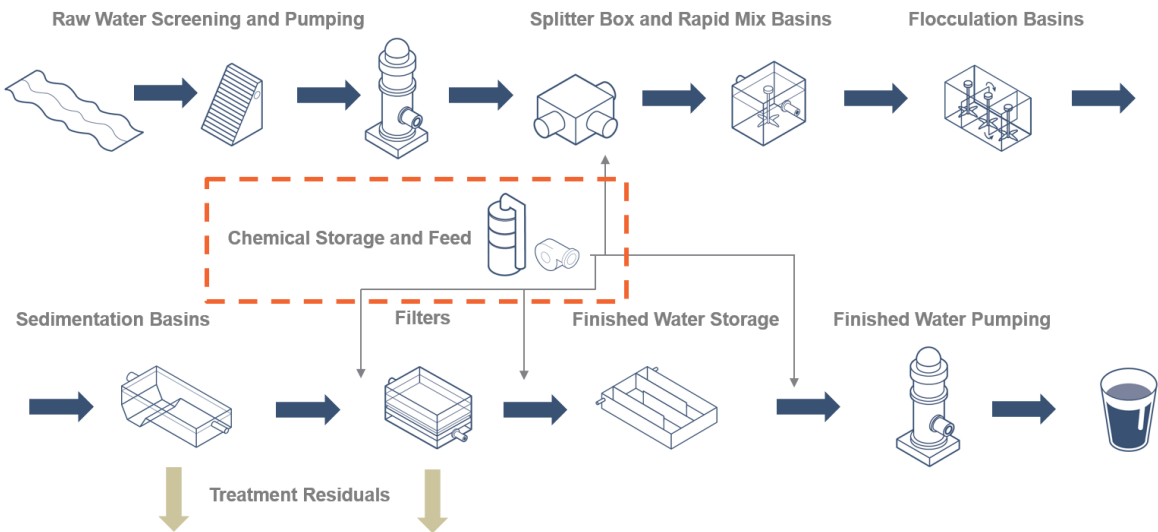 Raw Water Screening and Pumping
Splitter Box and Rapid Mix Basins
Flocculation Basins
Chemical Storage and Feed
Sedimentation Basins
Filters
Finished Water Storage
Finished Water Pumping
Treatment Residuals